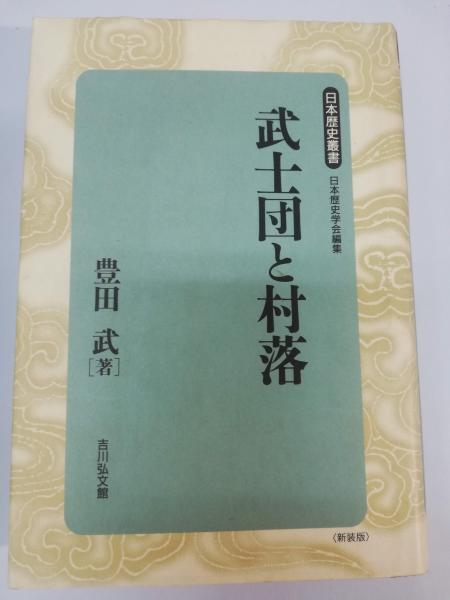 日本歴史叢書
日本歴史学会編集
武士団と村落
豊田 武[著]
吉川弘文館
〈新装版〉